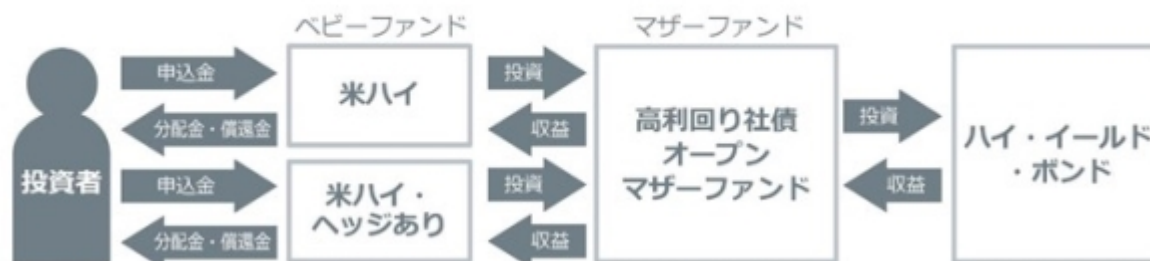 ベビーファンド
マザーファンド
投資者
申込金
分配金・償還金
申込金
分配金・償還金
米ハイ
米ハイ・
ヘッジあり
投資
収益
投資
収益
高利回り社債
オープン
マザーファンド
投資
収益
ハイ・イールド
・ボンド